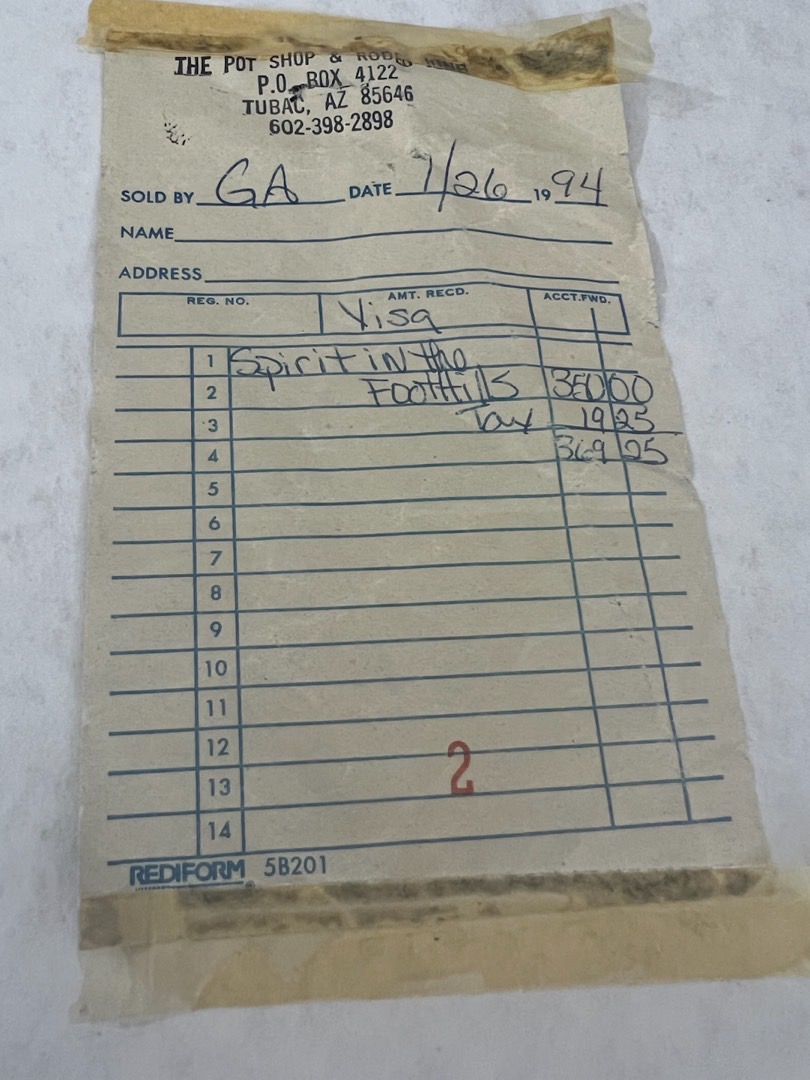 THE POT SHOP & RODEO
P.O. BOX 4122
TUBAC, AZ 85646
602-398-2898
SOLD BY GA DATE 1/26 19 94
NAME
ADDRESS
REG. NO. AMT. RECD. ACCT. FWD.
Visa
1 Spirit in the
2 Foothills 350 00
3 Tax 19 25
4 369 25
5
6
7
8
9
10
11
12
2
13
14
REDIFORM 5B201